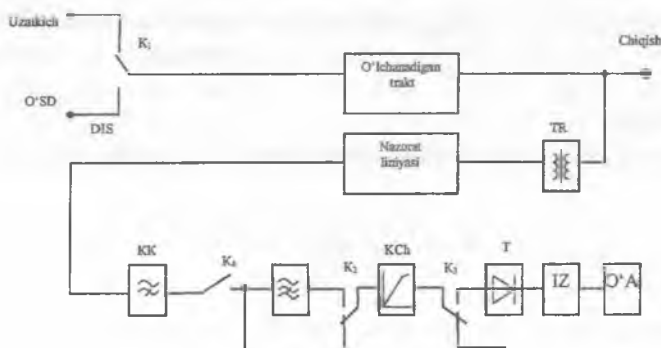 Uzatkich
K₁
Chiqish
O‘lchanadigan
trakt
O‘SD
DIS
TR
Nazorat
liniyasi
KK
K₄
K₂
KCh
K₃
T
IZ
O‘A